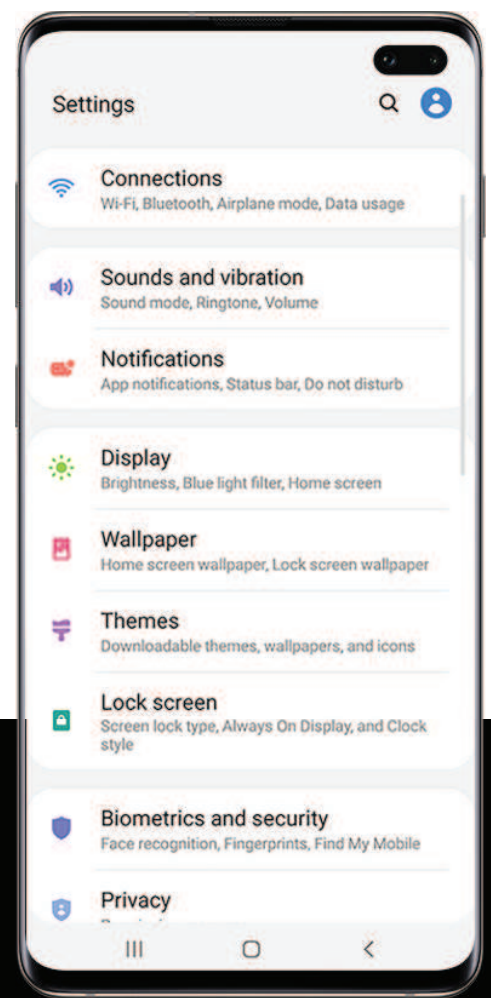 Settings
Connections
Wi-Fi, Bluetooth, Airplane mode, Data usage
Sounds and vibration
Sound mode, Ringtone, Volume
Notifications
App notifications, Status bar, Do not disturb
Display
Brightness, Blue light filter, Home screen
Wallpaper
Home screen wallpaper, Lock screen wallpaper
Themes
Downloadable themes, wallpapers, and icons
Lock screen
Screen lock type, Always On Display, and Clock
style
Biometrics and security
Face recognition, Fingerprints, Find My Mobile
Privacy